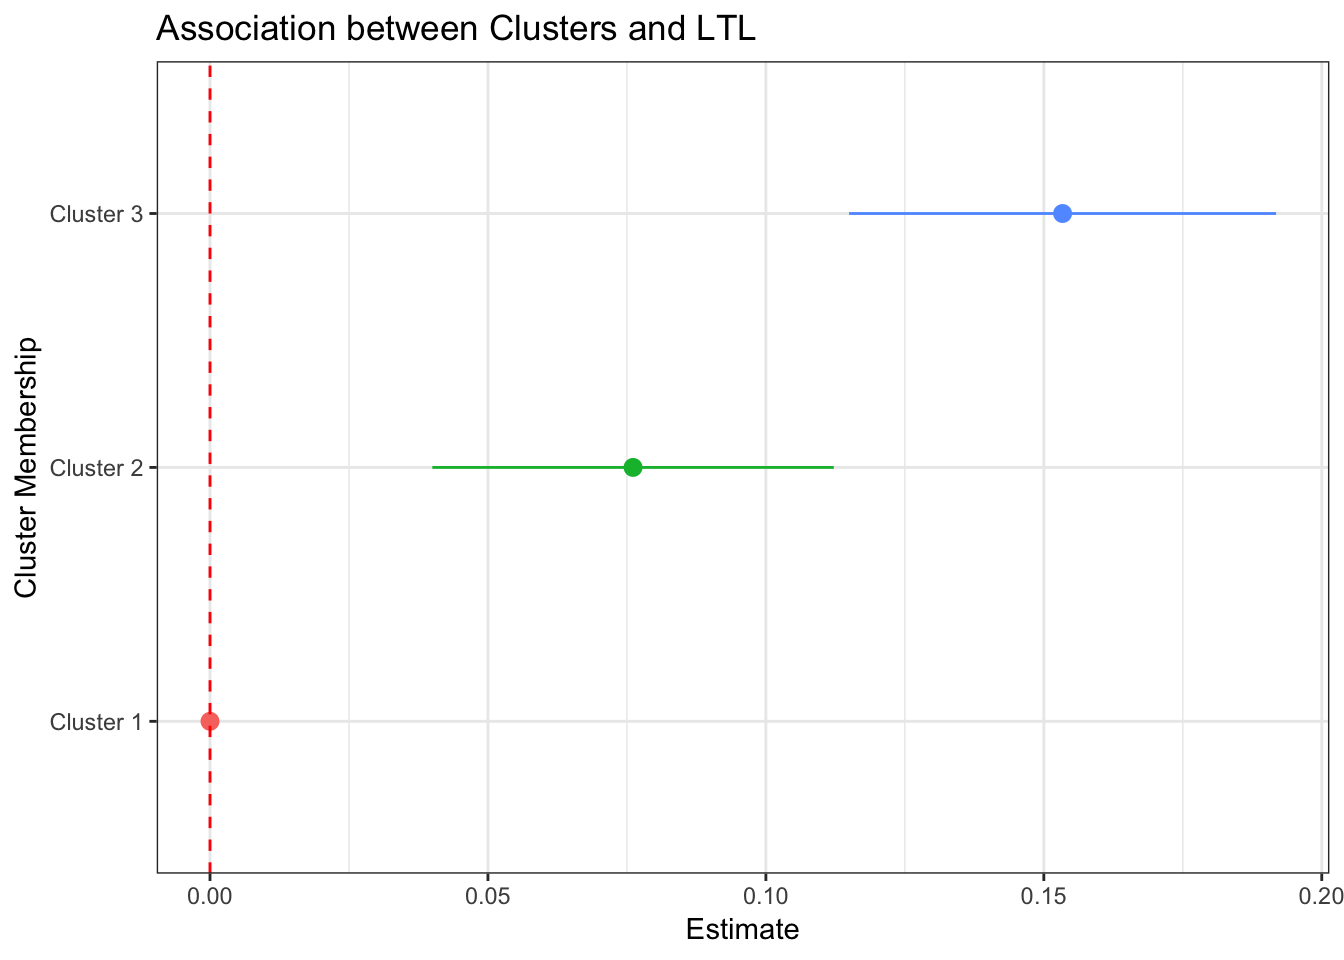 Association between Clusters and LTL
Cluster Membership
Cluster 3
Cluster 2
Cluster 1
0.00
0.05
0.10
0.15
0.20
Estimate